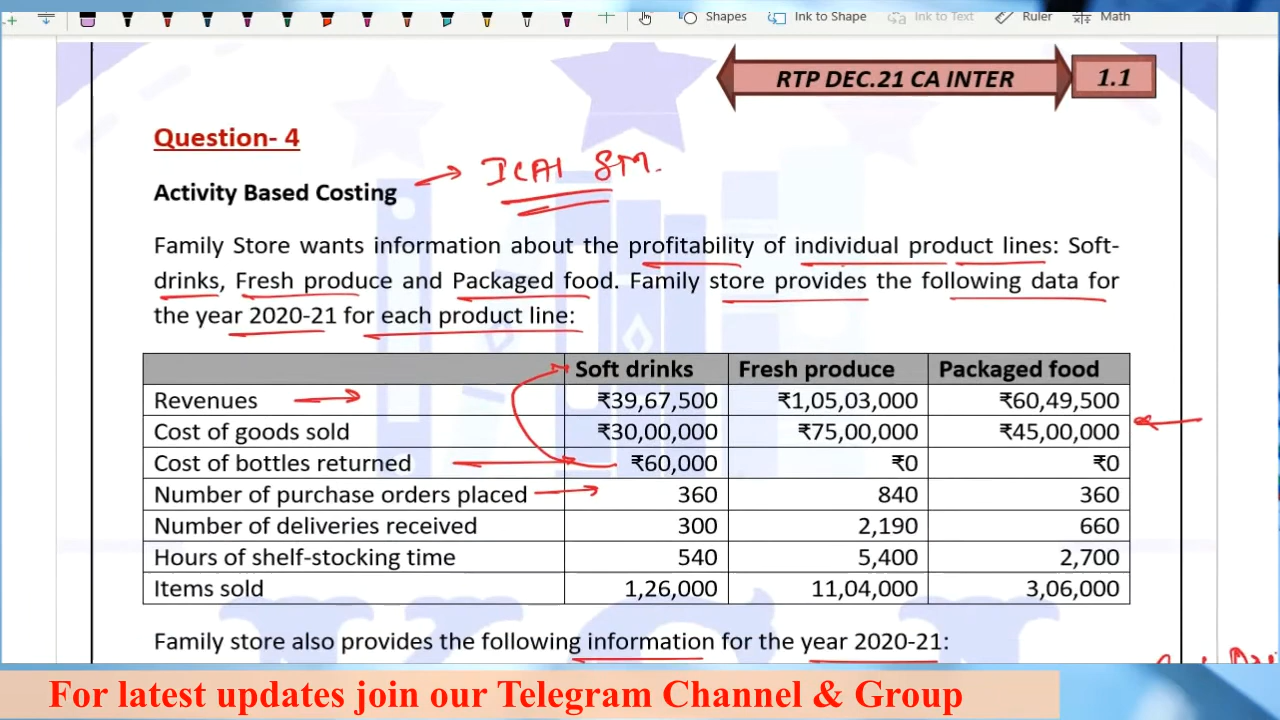 Shapes Ink to Shape Ink to Text Ruler Math
RTP DEC.21 CA INTER 1.1
Question- 4
ICAI SM.
Activity Based Costing
Family Store wants information about the profitability of individual product lines: Soft-
drinks, Fresh produce and Packaged food. Family store provides the following data for
the year 2020-21 for each product line:
Soft drinks Fresh produce Packaged food
Revenues ₹39,67,500 ₹1,05,03,000 ₹60,49,500
Cost of goods sold ₹30,00,000 ₹75,00,000 ₹45,00,000
Cost of bottles returned ₹60,000 ₹0 ₹0
Number of purchase orders placed 360 840 360
Number of deliveries received 300 2,190 660
Hours of shelf-stocking time 540 5,400 2,700
Items sold 1,26,000 11,04,000 3,06,000
Family store also provides the following information for the year 2020-21:
For latest updates join our Telegram Channel & Group